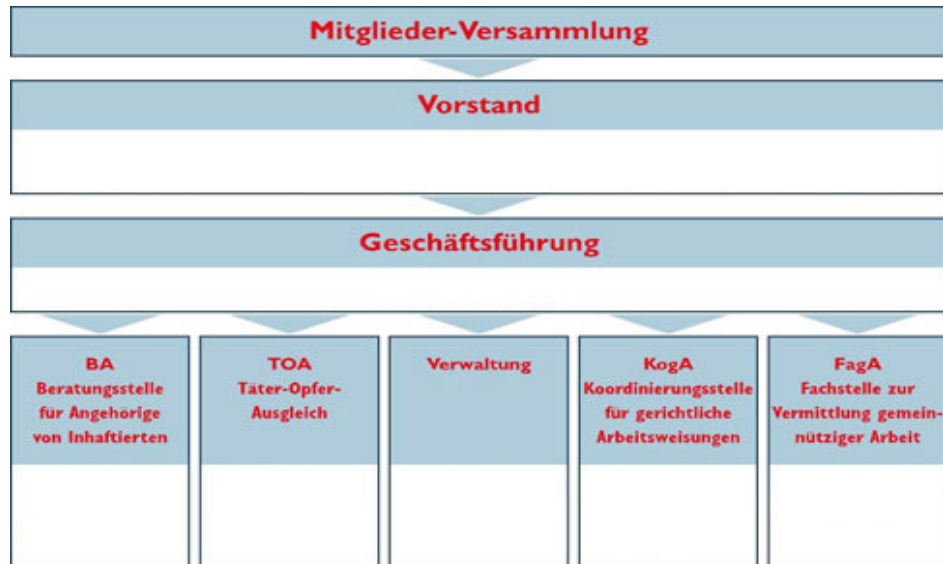 Mitglieder-Versammlung
Vorstand
Geschäftsführung
BA
Beratungsstelle
für Angehörige
von Inhaftierten
TOA
Täter-Opfer-
Ausgleich
Verwaltung
KogA
Koordinierungsstelle
für gerichtliche
Arbeitsweisungen
FagA
Fachstelle zur
Vermittlung gemein-
nütziger Arbeit